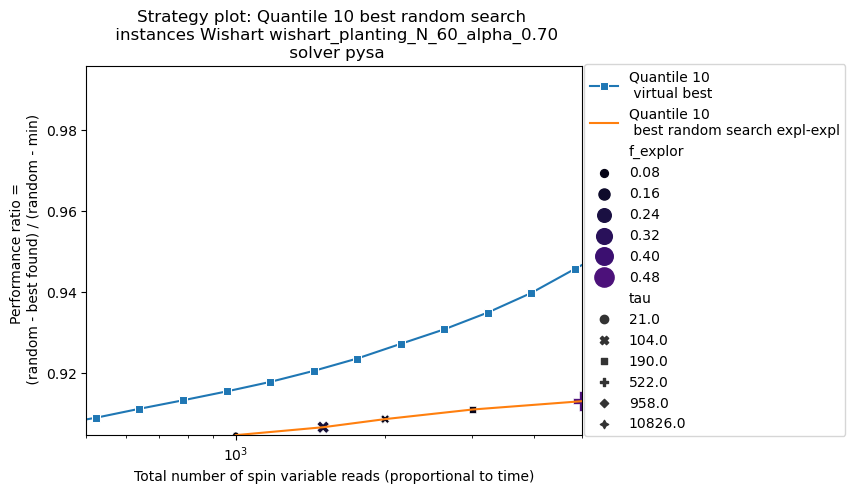 Strategy plot: Quantile 10 best random search
instances Wishart wishart_planting_N_60_alpha_0.70
solver pysa
Performance ratio =
(random - best found) / (random - min)
0.98
0.96
0.94
0.92
10^3
Total number of spin variable reads (proportional to time)
Quantile 10
virtual best
Quantile 10
best random search expl-expl
f_explor
0.08
0.16
0.24
0.32
0.40
0.48
tau
21.0
104.0
190.0
522.0
958.0
10826.0